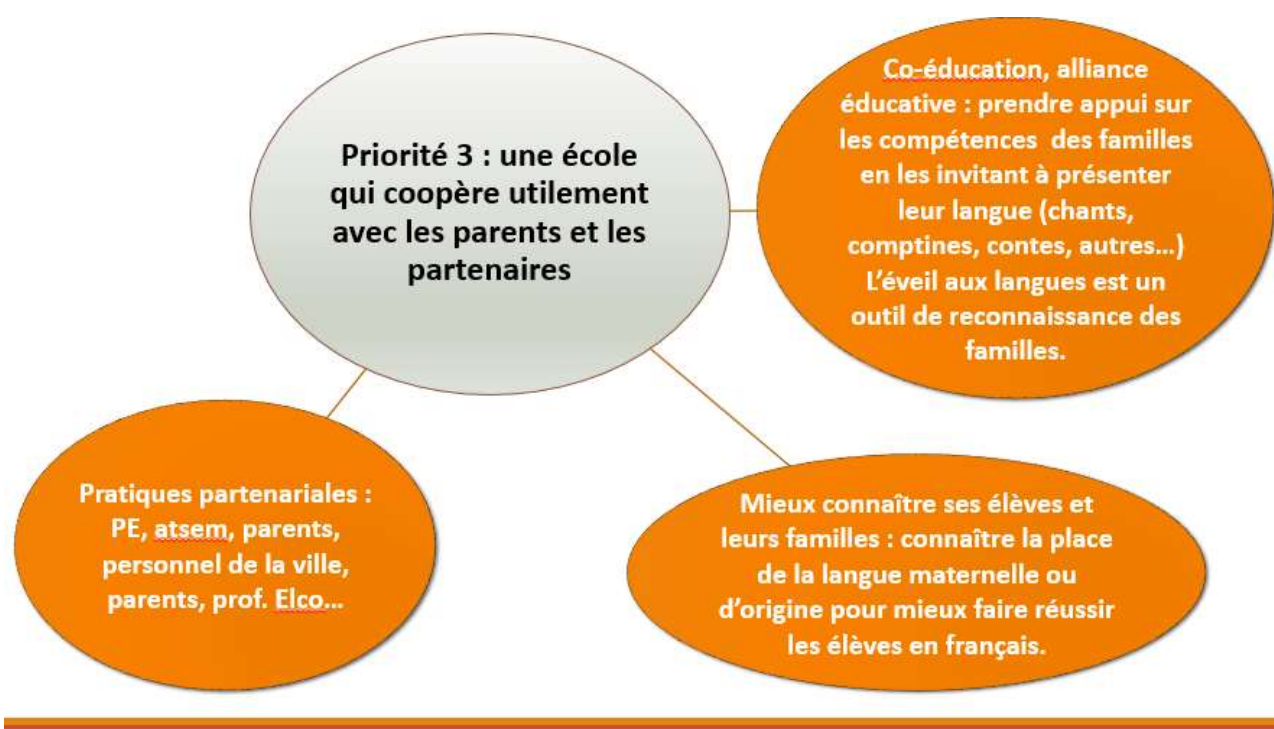 Priorité 3 : une école
qui coopère utilement
avec les parents et les
partenaires
Co-éducation, alliance
éducative : prendre appui sur
les compétences des familles
en les invitant à présenter
leur langue (chants,
comptines, contes, autres…)
L’éveil aux langues est un
outil de reconnaissance des
familles.
Pratiques partenariales :
PE, atsem, parents,
personnel de la ville,
parents, prof. Elco…
Mieux connaître ses élèves et
leurs familles : connaître la place
de la langue maternelle ou
d’origine pour mieux faire réussir
les élèves en français.